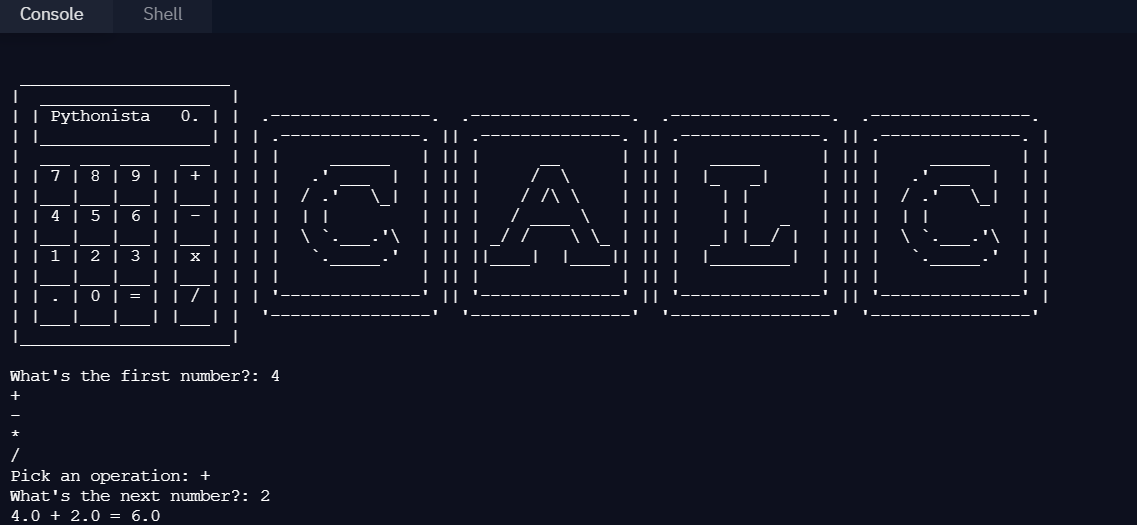 Console Shell
Pythonista 0.
7 8 9 +
4 5 6 -
1 2 3 x
. 0 = /
CALC
What's the first number?: 4
+
-
*
/
Pick an operation: +
What's the next number?: 2
4.0 + 2.0 = 6.0